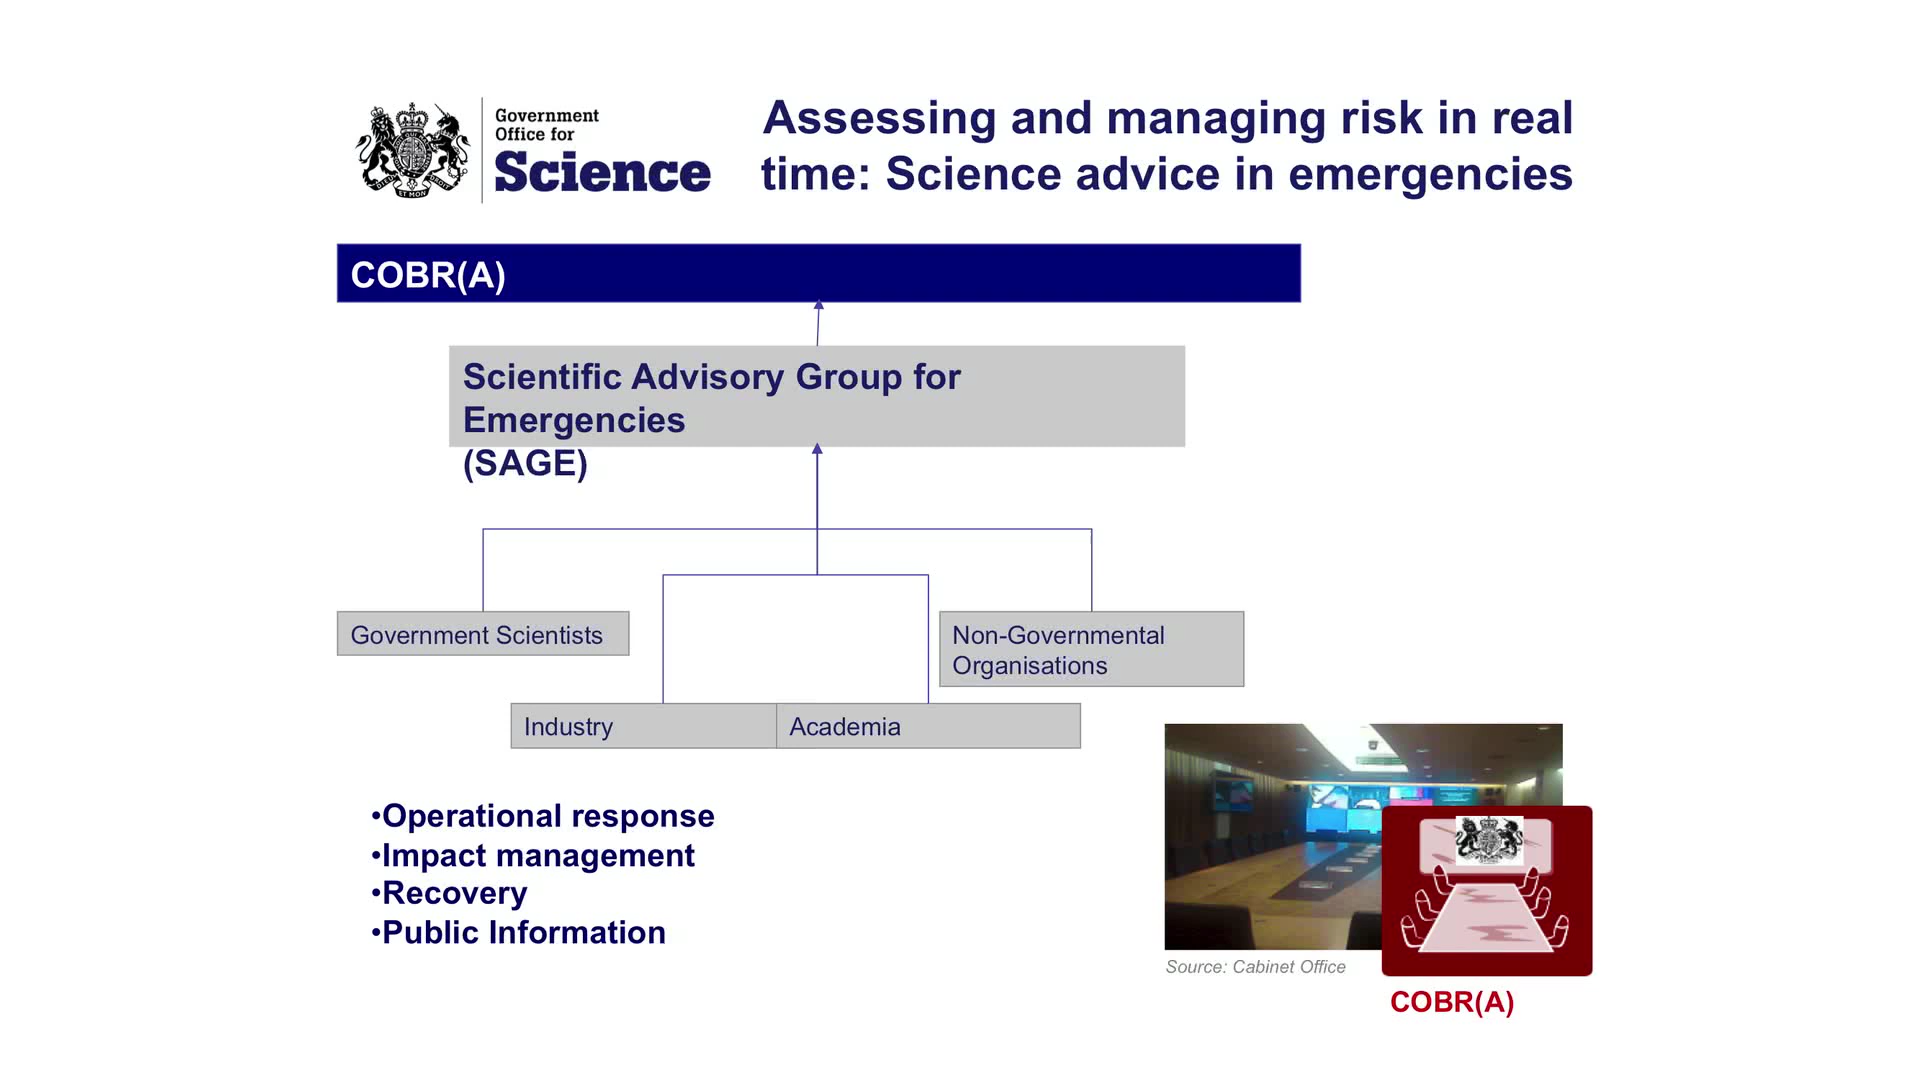 Government
Office for
Science
Assessing and managing risk in real
time: Science advice in emergencies
COBR(A)
Scientific Advisory Group for
Emergencies
(SAGE)
Government Scientists
Non-Governmental
Organisations
Industry
Academia
•Operational response
•Impact management
•Recovery
•Public Information
Source: Cabinet Office
COBR(A)